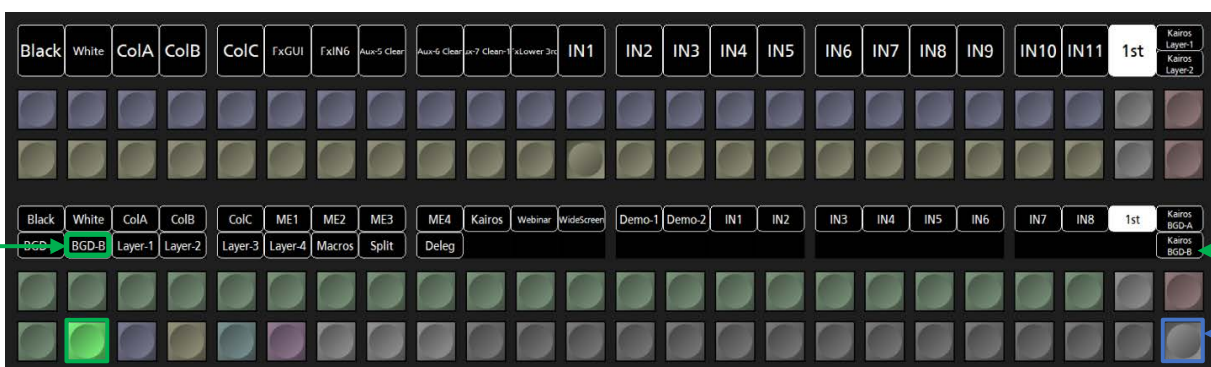 Black White ColA ColB ColC FxGUI FxIN6 Aux-5 Clear Aux-6 Clear Clean-1 Lower 3rd IN1 IN2 IN3 IN4 IN5 IN6 IN7 IN8 IN9 IN10 IN11 1st Kairos Layer-1
Kairos Layer-2
Black White ColA ColB ColC ME1 ME2 ME3 ME4 Kairos Webinar WideScreen Demo-1 Demo-2 IN1 IN2 IN3 IN4 IN5 IN6 IN7 IN8 1st Kairos BGD-A
BGD BGD-B Layer-1 Layer-2 Layer-3 Layer-4 Macros Split Deleg Kairos BGD-B